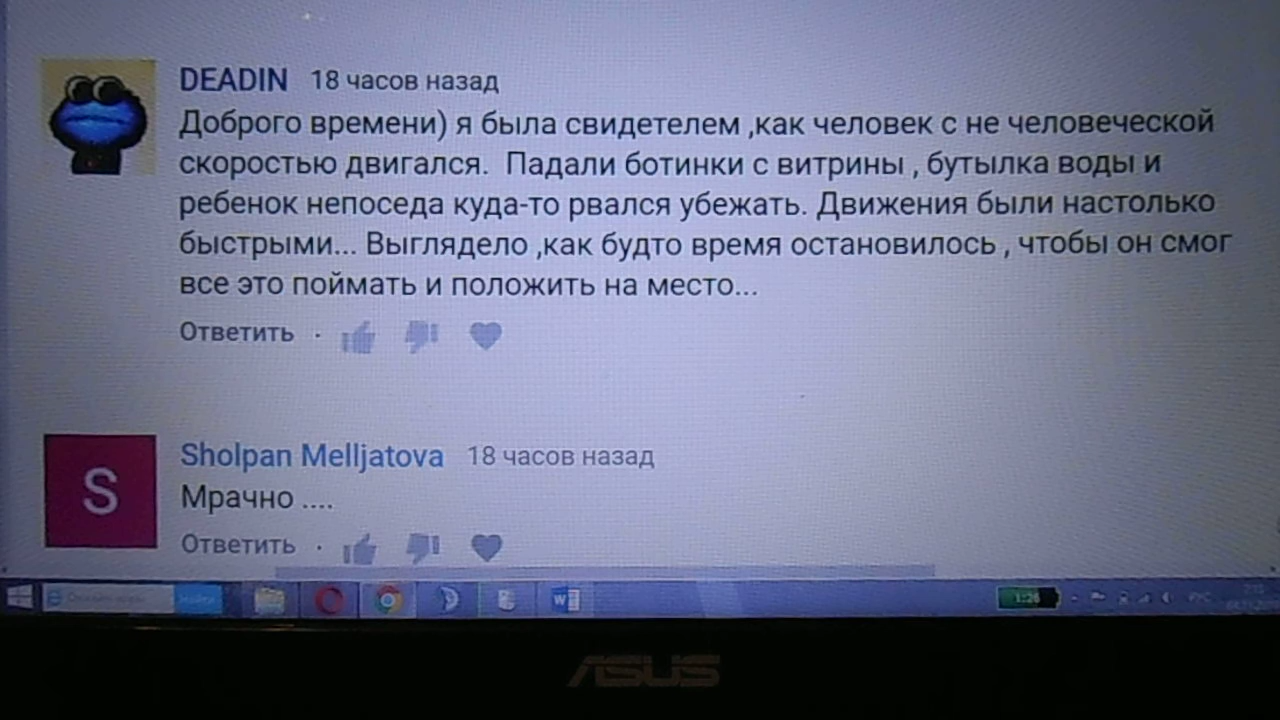 DEADIN 18 часов назад
Доброго времени) я была свидетелем ,как человек с не человеческой
скоростью двигался. Падали ботинки с витрины , бутылка воды и
ребенок непоседа куда-то рвался убежать. Движения были настолько
быстрыми... Выглядело ,как будто время остановилось , чтобы он смог
все это поймать и положить на место...
Ответить ·
S
Sholpan Melljatova 18 часов назад
Мрачно ....
Ответить ·
1:26
ASUS